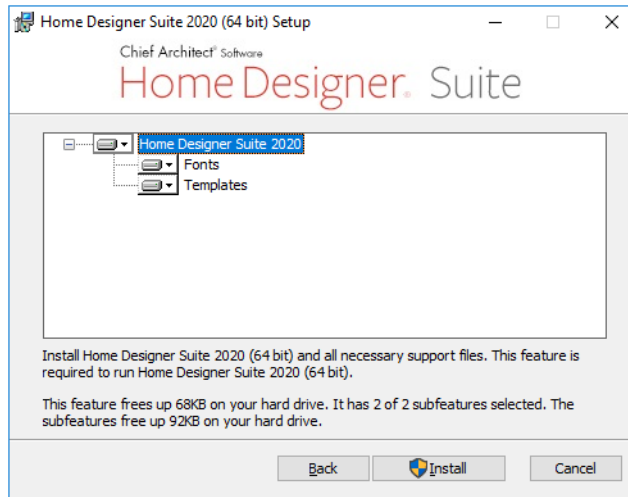 Home Designer Suite 2020 (64 bit) Setup
Chief Architect® Software
Home Designer® Suite
Home Designer Suite 2020
Fonts
Templates
Install Home Designer Suite 2020 (64 bit) and all necessary support files. This feature is
required to run Home Designer Suite 2020 (64 bit).
This feature frees up 68KB on your hard drive. It has 2 of 2 subfeatures selected. The
subfeatures free up 92KB on your hard drive.
Back Install Cancel